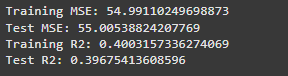 Training MSE: 54.99110249698873
Test MSE: 55.00538824207769
Training R2: 0.4003157336274069
Test R2: 0.39675413608596